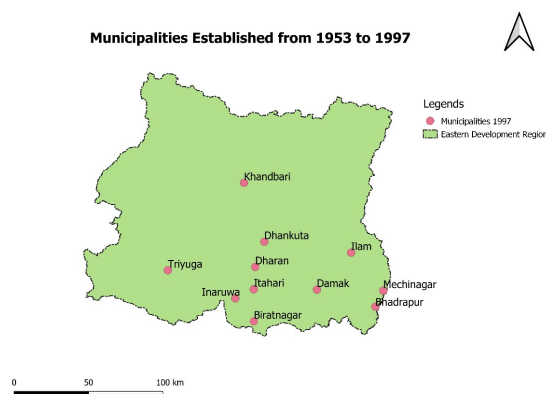 Municipalities Established from 1953 to 1997
Legends
Municipalities 1997
Eastern Development Region
Khandbari
Dhankuta
Ilam
Dharan
Triyuga
Itahari
Damak
Mechinagar
Inaruwa
Bhadrapur
Biratnagar
0 50 100 km